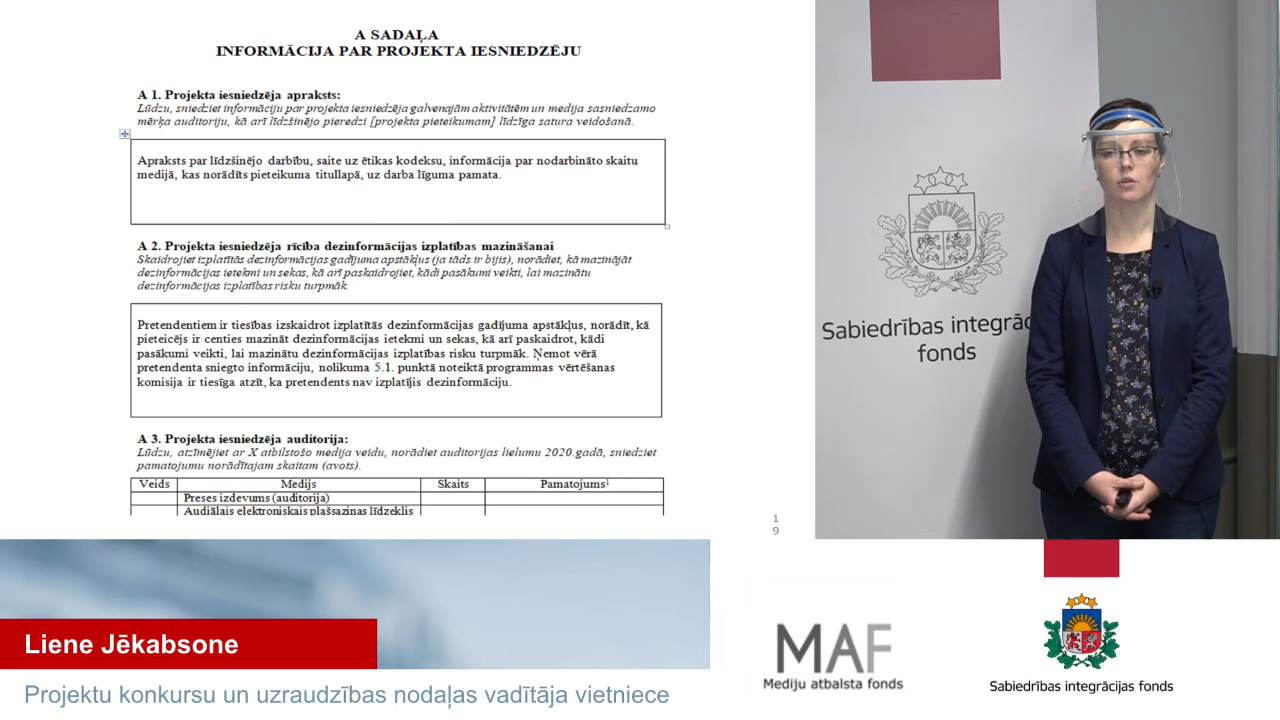 A SADAĻA
INFORMĀCIJA PAR PROJEKTA IESNIEDZĒJU
A 1. Projekta iesniedzēja apraksts:
Lūdzu, sniedziet informāciju par projekta iesniedzēja galvenajām aktivitātēm un medija sasniedzamo
mērķa auditoriju, kā arī līdzšinējo pieredzi [projekta pieteikumam] līdzīga satura veidošanā.
Apraksts par līdzšinējo darbību, saite uz ētikas kodeksu, informācija par nodarbināto skaitu
medijā, kas norādīts pieteikuma titullapā, uz darba līguma pamata.
A 2. Projekta iesniedzēja rīcība dezinformācijas izplatības mazināšanai
Skaidrojiet izplatītās dezinformācijas gadījuma apstākļus (ja tāds ir bijis), norādiet, kā mazinājāt
dezinformācijas ietekmi un sekas, kā arī paskaidrojiet, kādi pasākumi veikti, lai mazinātu
dezinformācijas izplatības risku turpmāk.
Pretendentiem ir tiesības izskaidrot izplatītās dezinformācijas gadījuma apstākļus, norādīt, kā
pieteicējs ir centies mazināt dezinformācijas ietekmi un sekas, kā arī paskaidrot, kādi
pasākumi veikti, lai mazinātu dezinformācijas izplatības risku turpmāk. Ņemot vērā
pretendenta sniegto informāciju, nolikuma 5.1. punktā noteiktā programmas vērtēšanas
komisija ir tiesīga atzīt, ka pretendents nav izplatījis dezinformāciju.
A 3. Projekta iesniedzēja auditorija:
Lūdzu, atzīmējiet ar X atbilstošo medija veidu, norādiet auditorijas lielumu 2020.gadā, sniedziet
pamatojumu norādītajam skaitam (avots).
Veids Medijs Skaits Pamatojums1
Preses izdevums (auditorija)
Audiālais elektroniskais plašsaziņas līdzeklis
1
9
Sabiedrības integrāc
fonds
Liene Jēkabsone
Projektu konkursu un uzraudzības nodaļas vadītāja vietniece
MAF
Mediju atbalsta fonds
Sabiedrības integrācijas fonds